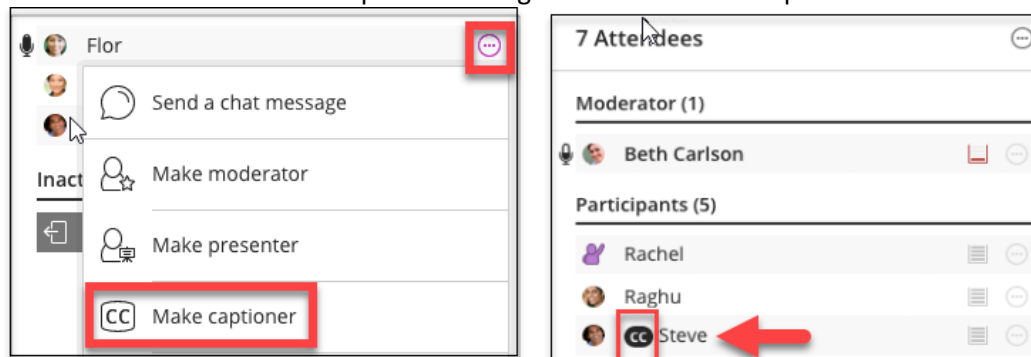 Flor
Send a chat message
Make moderator
Inact
Make presenter
CC Make captioner
7 Attendees
Moderator (1)
Beth Carlson
Participants (5)
Rachel
Raghu
CC Steve